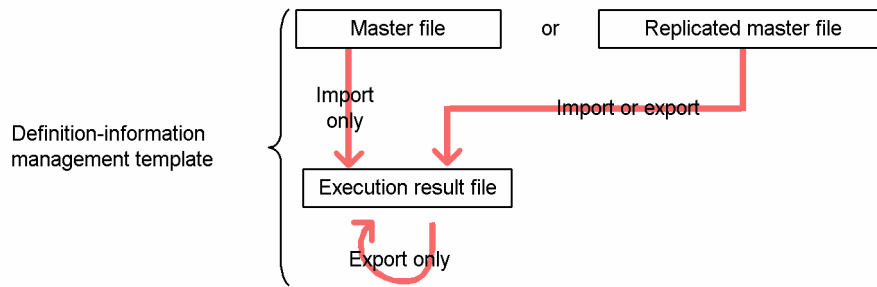 Master file
or
Replicated master file
Import
only
Import or export
Definition-information
management template
Execution result file
Export only